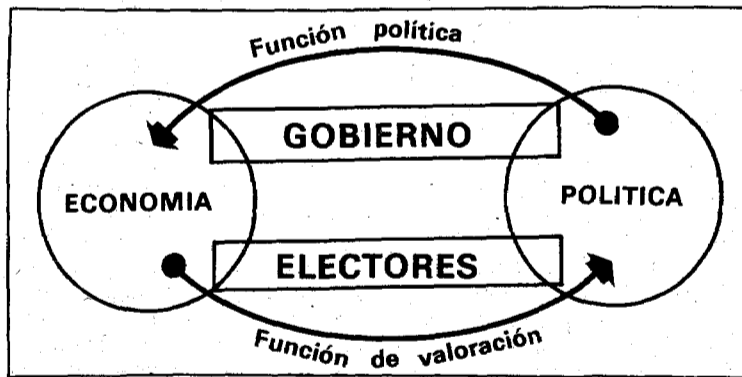 Función política
GOBIERNO
ECONOMIA
POLITICA
ELECTORES
Función de valoración